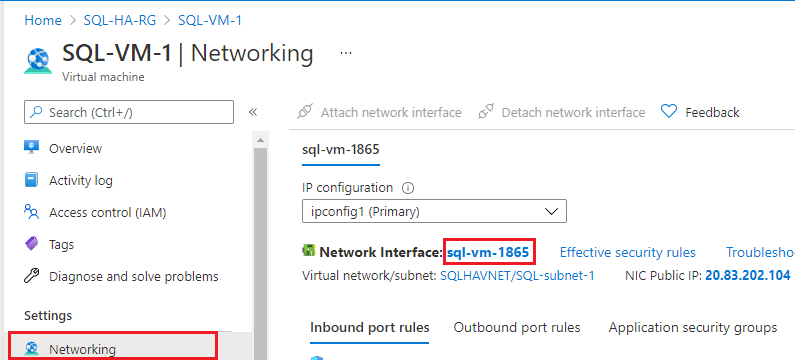 Home > SQL-HA-RG > SQL-VM-1
SQL-VM-1 | Networking ...
Virtual machine
Search (Ctrl+/) «
Attach network interface Detach network interface Feedback
Overview
Activity log
Access control (IAM)
Tags
Diagnose and solve problems
Settings
Networking
sql-vm-1865
IP configuration
ipconfig1 (Primary)
Network Interface: sql-vm-1865 Effective security rules Troublesho
Virtual network/subnet: SQLHAVNET/SQL-subnet-1 NIC Public IP: 20.83.202.104
Inbound port rules Outbound port rules Application security groups